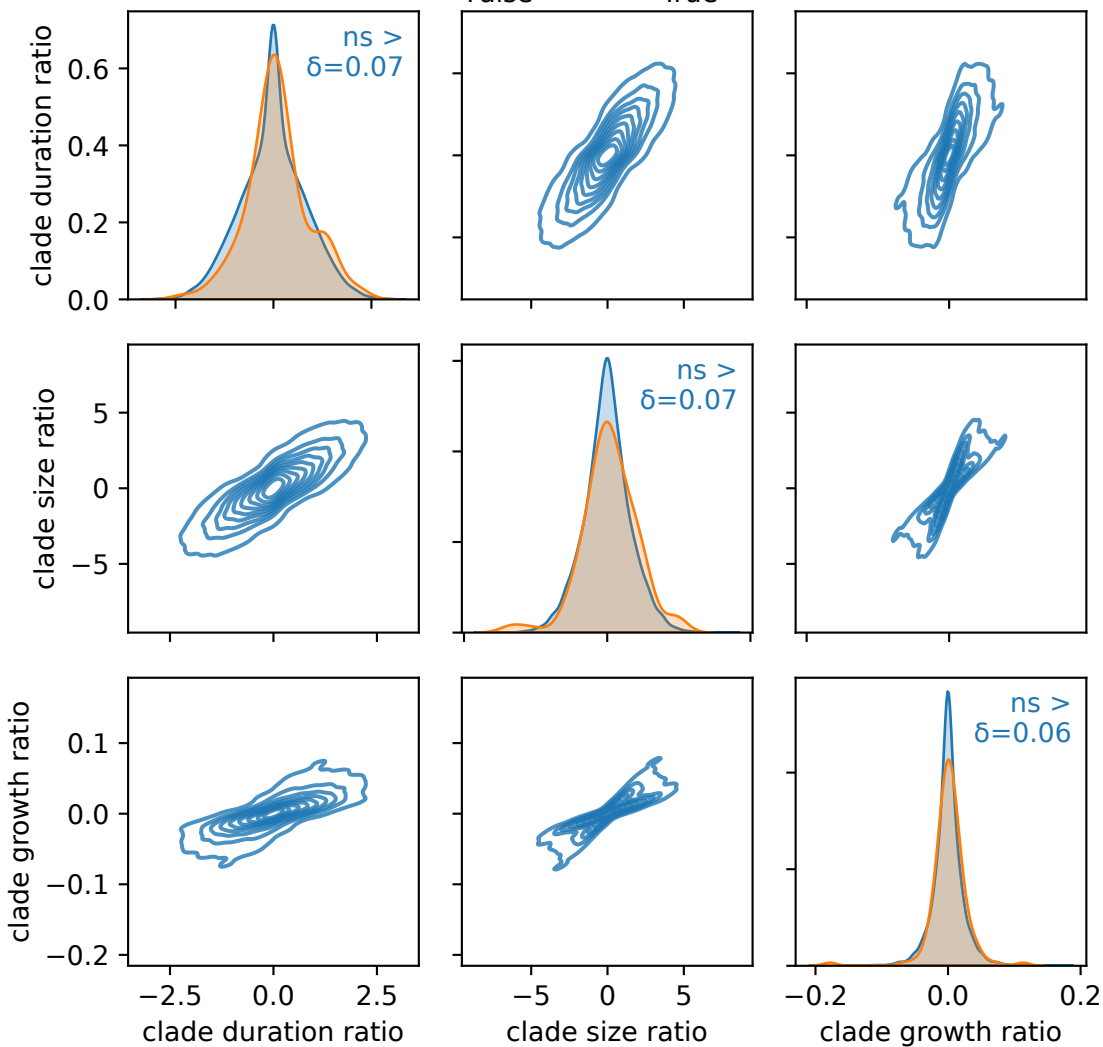 True
ns >
δ=0.07
clade duration ratio
0.6
0.4
0.2
0.0
ns >
δ=0.07
clade size ratio
5
0
−5
ns >
δ=0.06
clade growth ratio
0.1
0.0
−0.1
−0.2
−2.5 0.0 2.5 −5 0 5 −0.2 0.0 0.2
clade duration ratio clade size ratio clade growth ratio